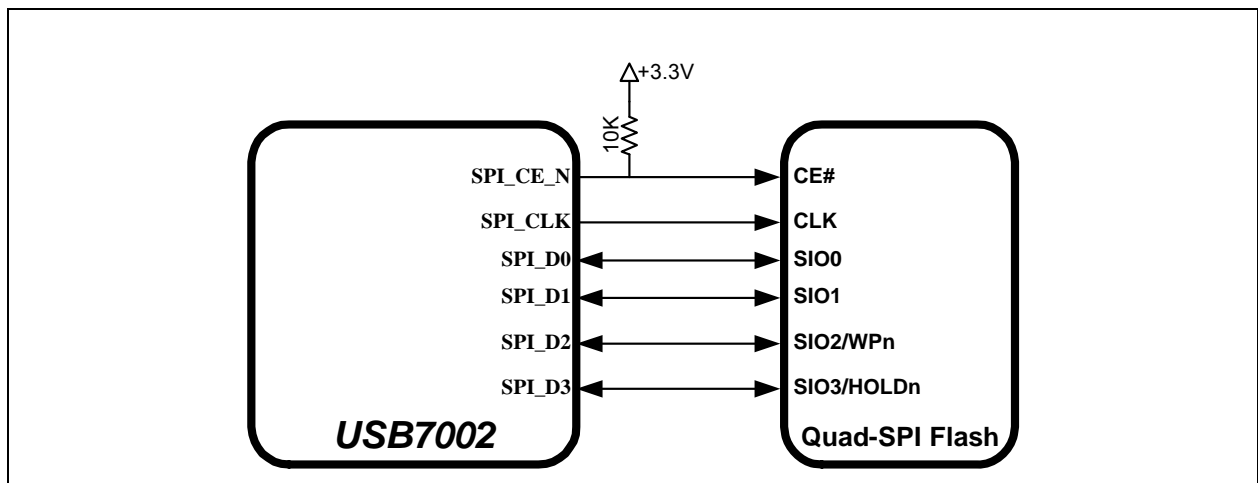 +3.3V
10K
SPI_CE_N CE#
SPI_CLK CLK
SPI_D0 SIO0
SPI_D1 SIO1
SPI_D2 SIO2/WPn
SPI_D3 SIO3/HOLDn
USB7002 Quad-SPI Flash